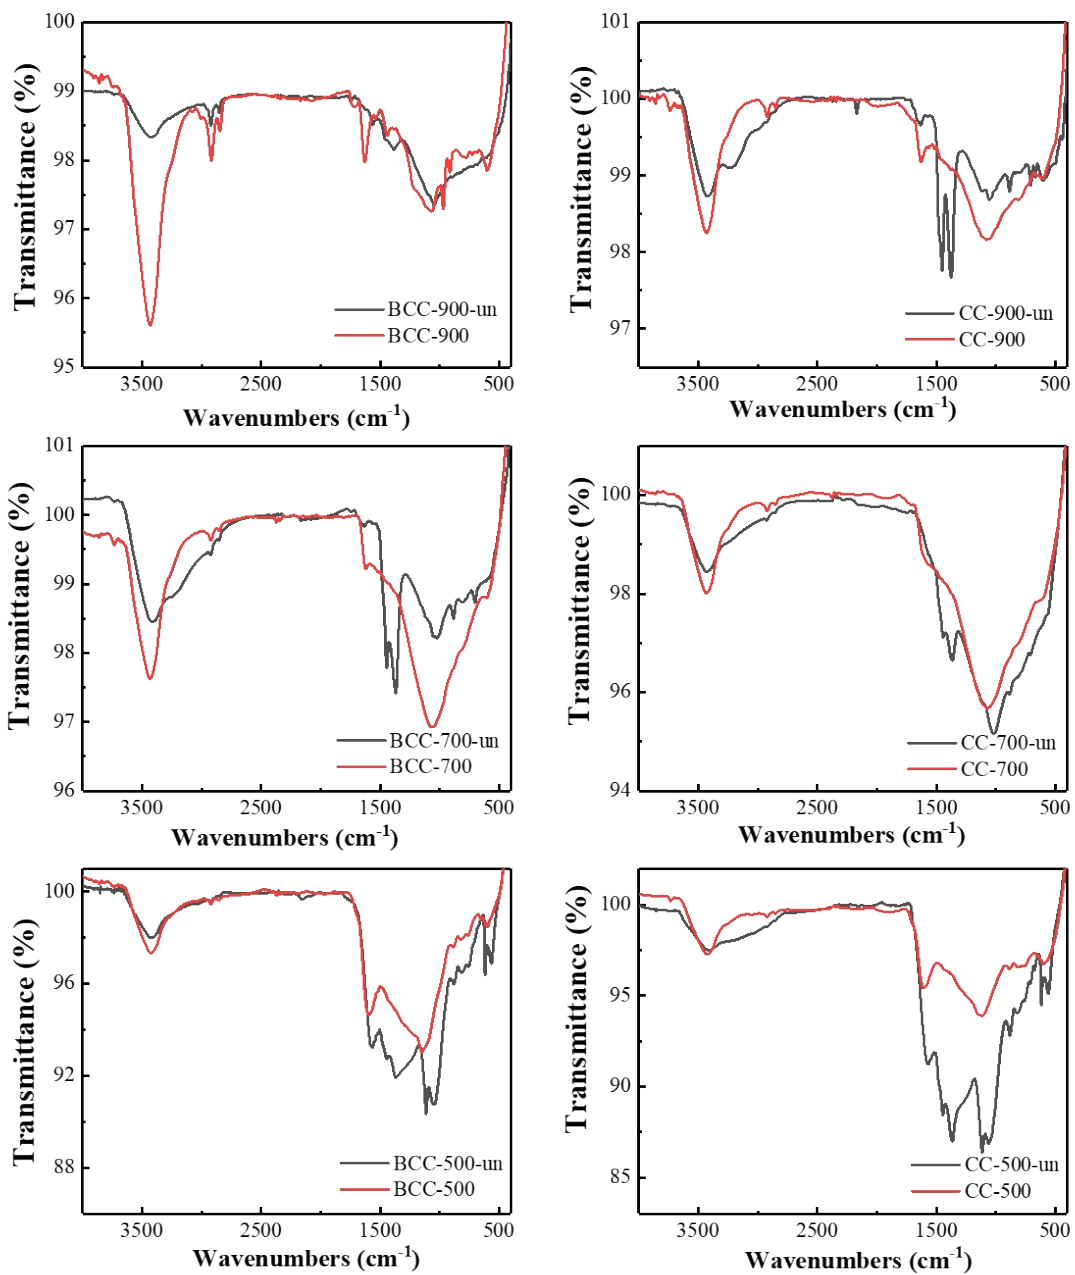 100
99
98
97
96
95
3500
2500
1500
500
Transmittance (%)
Wavenumbers (cm-1)
BCC-900-un
BCC-900
101
100
99
98
97
3500
2500
1500
500
Transmittance (%)
Wavenumbers (cm-1)
CC-900-un
CC-900
101
100
99
98
97
96
3500
2500
1500
500
Transmittance (%)
Wavenumbers (cm-1)
BCC-700-un
BCC-700
100
98
96
94
3500
2500
1500
500
Transmittance (%)
Wavenumbers (cm-1)
CC-700-un
CC-700
100
96
92
88
3500
2500
1500
500
Transmittance (%)
Wavenumbers (cm-1)
BCC-500-un
BCC-500
100
95
90
85
3500
2500
1500
500
Transmittance (%)
Wavenumbers (cm-1)
CC-500-un
CC-500